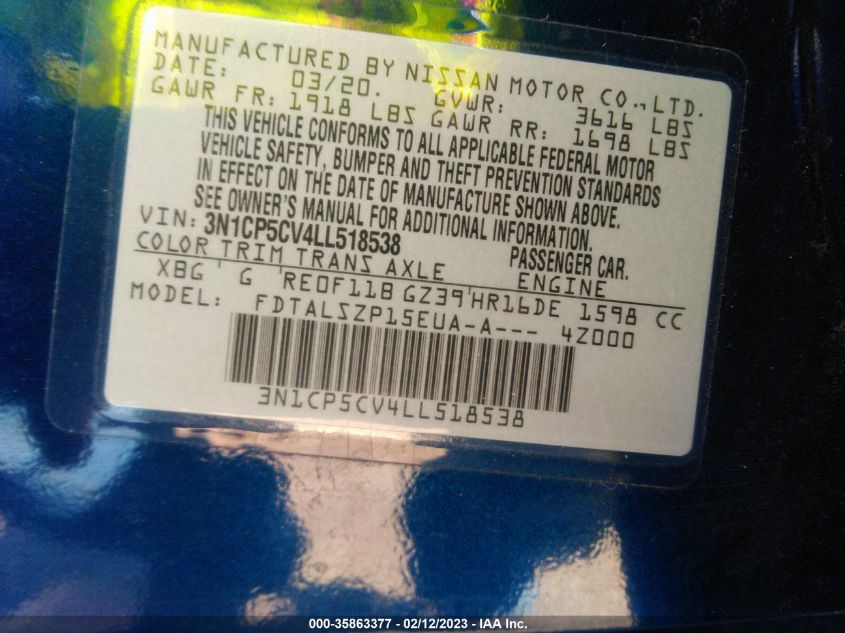 MANUFACTURED BY NISSAN MOTOR CO.,LTD.
DATE: 03/20. GVWR: 3616 LBS
GAWR FR: 1918 LBS GAWR RR: 1698 LBS
THIS VEHICLE CONFORMS TO ALL APPLICABLE FEDERAL MOTOR
VEHICLE SAFETY, BUMPER AND THEFT PREVENTION STANDARDS
IN EFFECT ON THE DATE OF MANUFACTURE SHOWN ABOVE.
SEE OWNER'S MANUAL FOR ADDITIONAL INFORMATION.
VIN: 3N1CP5CV4LL518538 PASSENGER CAR.
COLOR TRIM TRANS AXLE ENGINE
XBG ' G ' RE0F11B GZ39 ' HR16DE 1598 CC
MODEL: FDTALSZP15EUA-A--- 4Z000
3N1CP5CV4LL518538
000-35863377 - 02/12/2023 - IAA Inc.